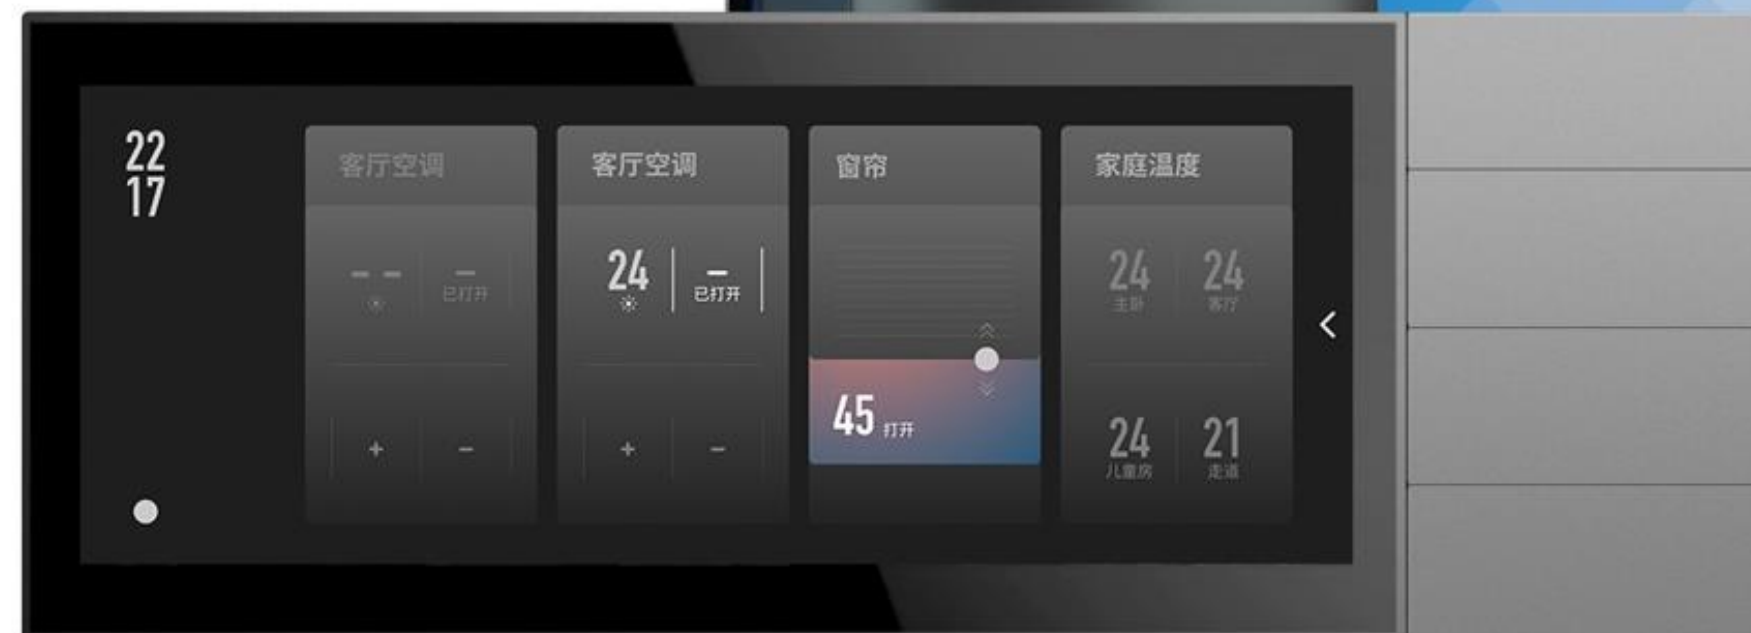 22
17
客厅空调
-- 
-
已打开
+ -
客厅空调
24
-
已打开
+ -
窗帘
45 打开
家庭温度
24 24
主卧 客厅
24 21
儿童房 走道